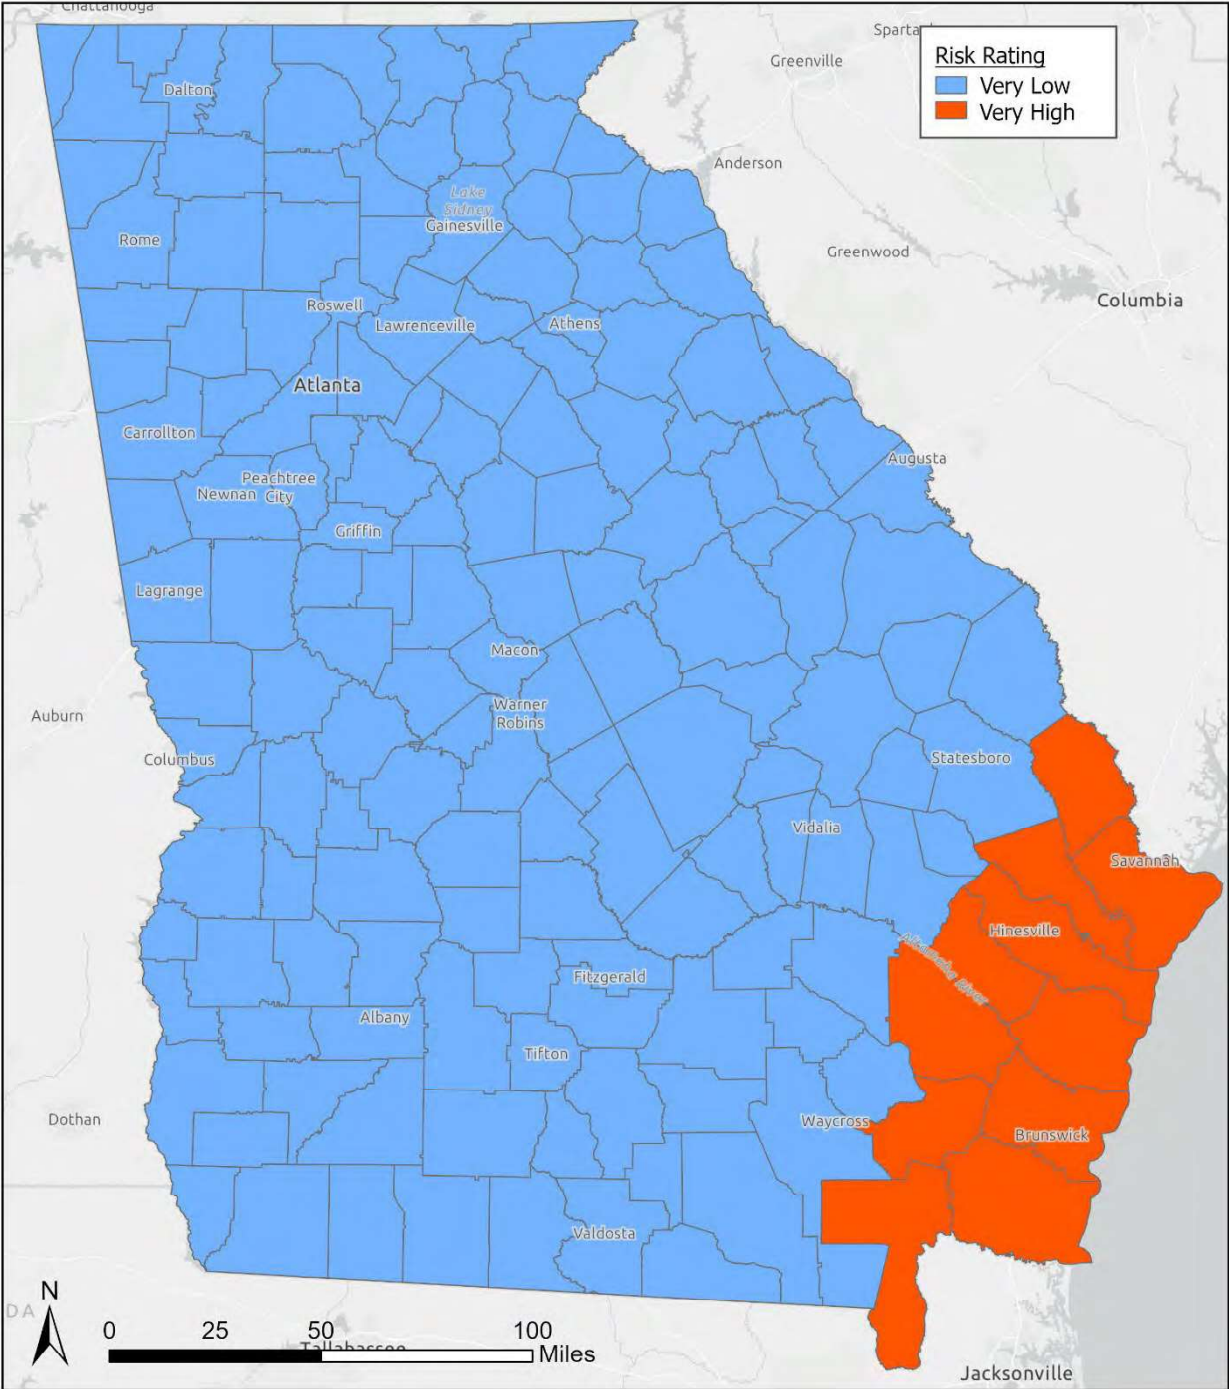 Chattanooga
Sparta
Greenville
Risk Rating
Very Low
Very High
Dalton
Anderson
Lake
Sidney
Gainesville
Rome
Greenwood
Columbia
Roswell
Lawrenceville
Athens
Atlanta
Carrollton
Augusta
Peachtree
City
Newnan
Griffin
Lagrange
Macon
Auburn
Warner
Robins
Columbus
Statesboro
Vidalia
Savannah
Hinesville
Altamaha River
Fitzgerald
Albany
Tifton
Dothan
Waycross
Brunswick
Valdosta
N
DA
0 25 50 100
Miles
Tallahassee
Jacksonville